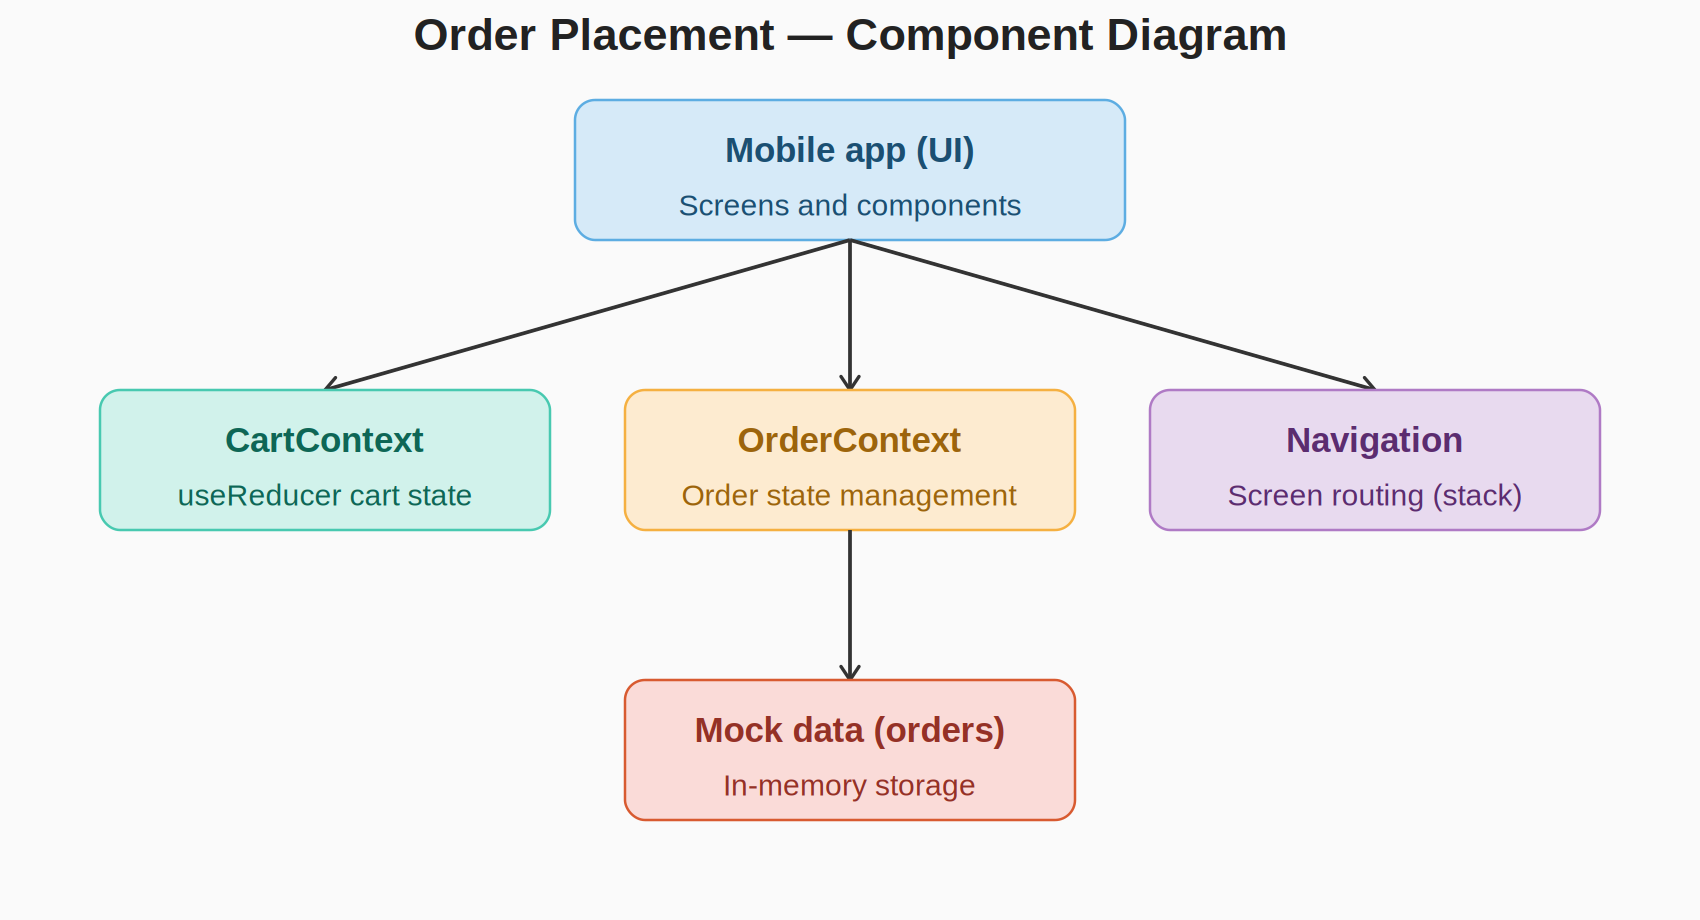 Order Placement — Component Diagram
Mobile app (UI)
Screens and components
CartContext
useReducer cart state
OrderContext
Order state management
Navigation
Screen routing (stack)
Mock data (orders)
In-memory storage